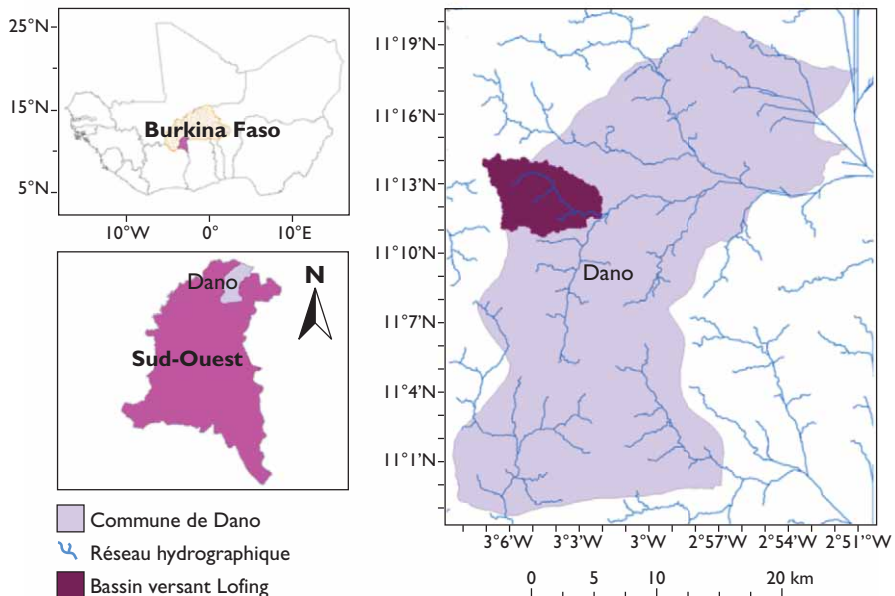 25°N
15°N
5°N
Burkina Faso
10°W 0° 10°E
Dano
N
Sud-Ouest
Commune de Dano
Réseau hydrographique
Bassin versant Lofing
11°19'N
11°16'N
11°13'N
11°10'N
11°7'N
11°4'N
11°1'N
Dano
3°6'W 3°3'W 3°W 2°57'W 2°54'W 2°51'W
0 5 10 20 km